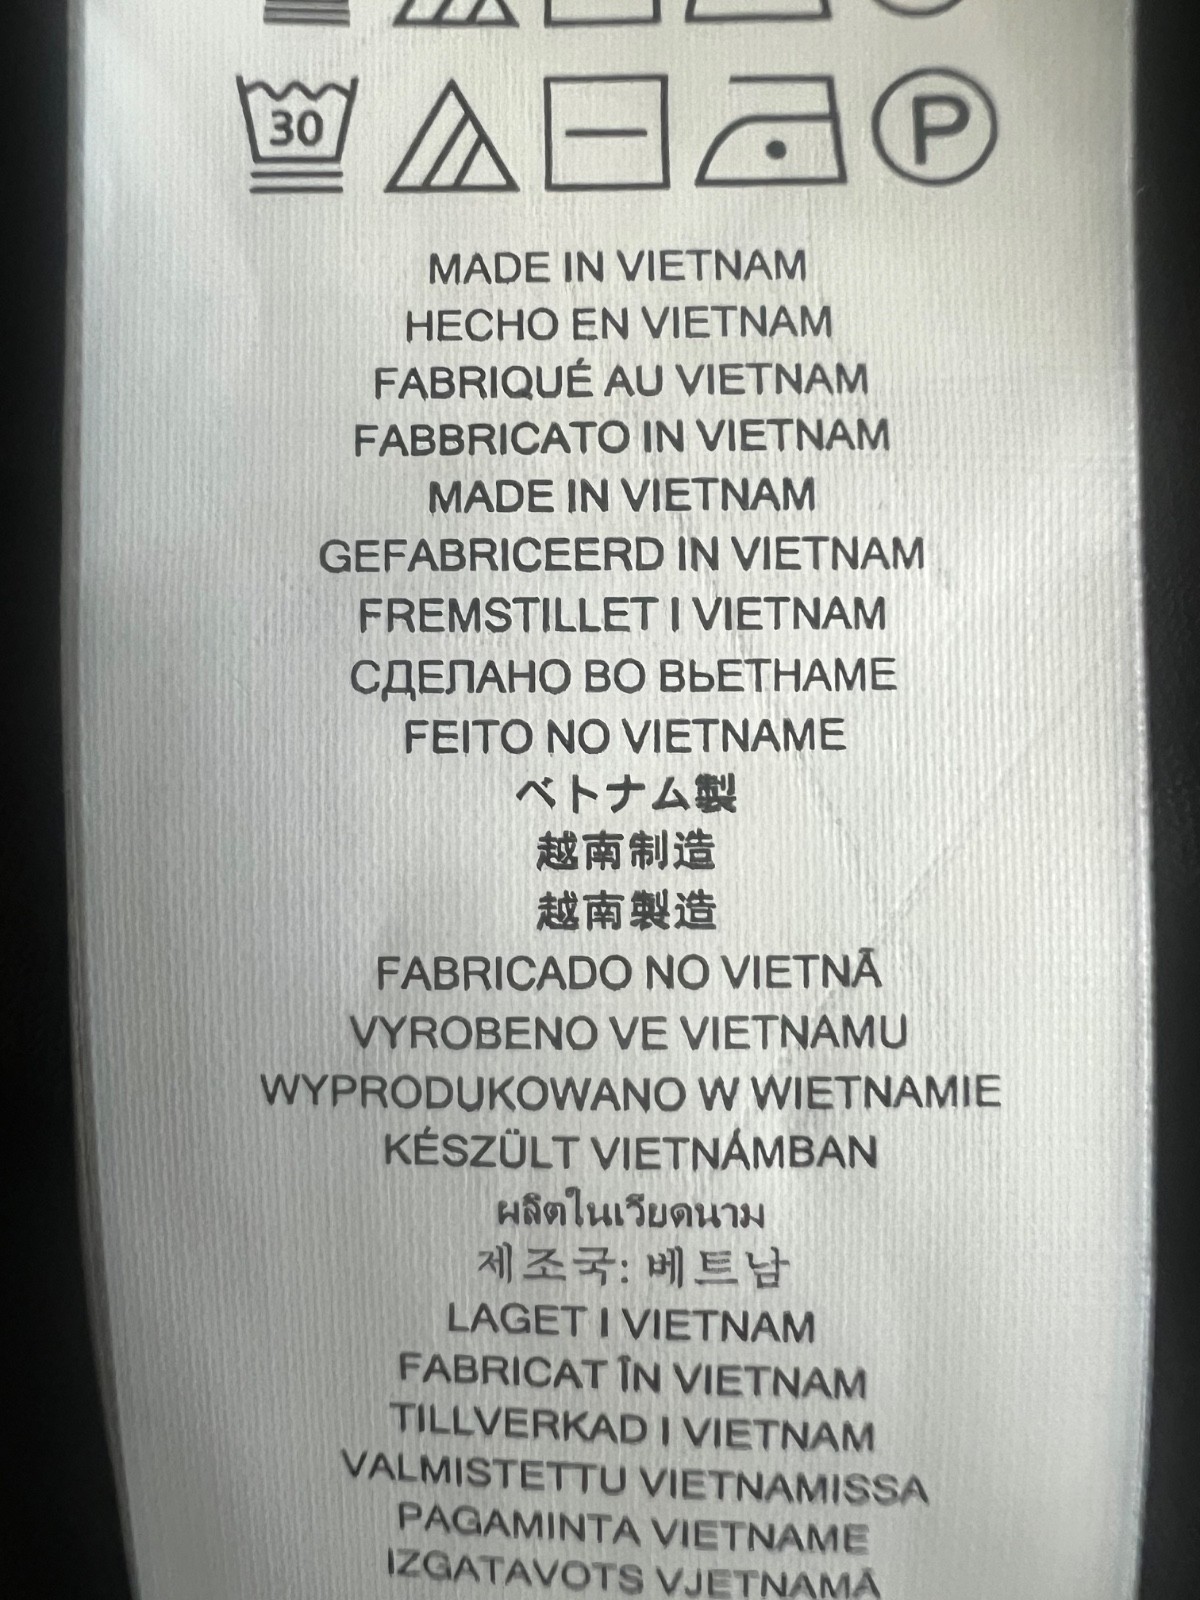 30
P
MADE IN VIETNAM
HECHO EN VIETNAM
FABRIQUÉ AU VIETNAM
FABBRICATO IN VIETNAM
MADE IN VIETNAM
GEFABRICEERD IN VIETNAM
FREMSTILLET I VIETNAM
СДЕЛАНО ВО ВЬЕТНАМЕ
FEITO NO VIETNAME
ベトナム製
越南制造
越南製造
FABRICADO NO VIETNÃ
VYROBENO VE VIETNAMU
WYPRODUKOWANO W WIETNAMIE
KÉSZÜLT VIETNÁMBAN
ผลิตในเวียดนาม
제조국: 베트남
LAGET I VIETNAM
FABRICAT ÎN VIETNAM
TILLVERKAD I VIETNAM
VALMISTETTU VIETNAMISSA
PAGAMINTA VIETNAME
IZGATAVOTS VJETNAMĀ